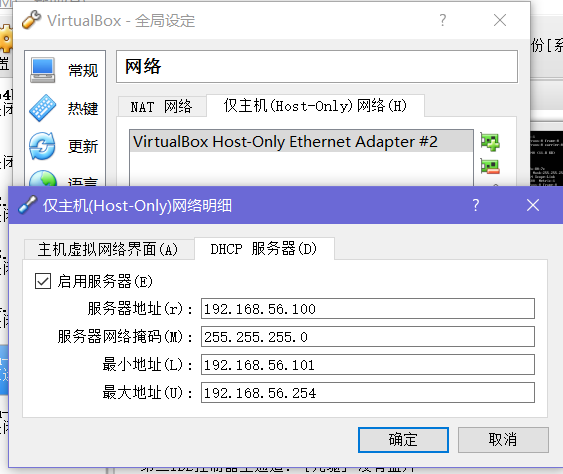 VirtualBox - 全局设定
?
常规
热键
更新
语言
网络
NAT 网络
仅主机(Host-Only)网络(H)
VirtualBox Host-Only Ethernet Adapter #2
份[系
仅主机(Host-Only)网络明细
?
主机虚拟网络界面(A)
DHCP 服务器(D)
启用服务器(E)
服务器地址(r): 192.168.56.100
服务器网络掩码(M): 255.255.255.0
最小地址(L): 192.168.56.101
最大地址(U): 192.168.56.254
确定
取消